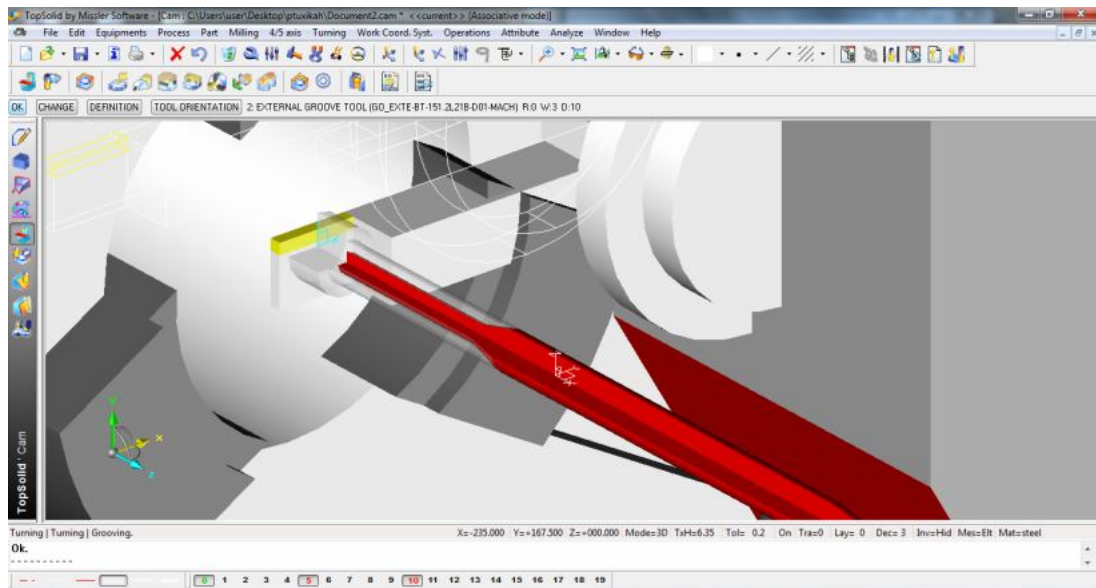 TopSolid by Missler Software - [Cam : C:\Users\user\Desktop\ptuxikah\Document2.cam * <<current>> (Associative mode)]
File Edit Equipments Process Part Milling 4/5 axis Turning Work Coord. Syst. Operations Attribute Analyze Window Help
OK CHANGE DEFINITION TOOL ORIENTATION 2: EXTERNAL GROOVE TOOL (GO_EXTE-BT-151.2L21B-D01-MACH) R:0 W:3 D:10
Y
X
Z
TopSolid'Cam
Turning | Turning | Grooving. X=-235.000 Y=+167.500 Z=+000.000 Mode=3D TxH=6.35 Tol= 0.2 On Tra=0 Lay= 0 Dec= 3 Inv=Hid Mes=Elt Mat=steel
Ok.
0 1 2 3 4 5 6 7 8 9 10 11 12 13 14 15 16 17 18 19